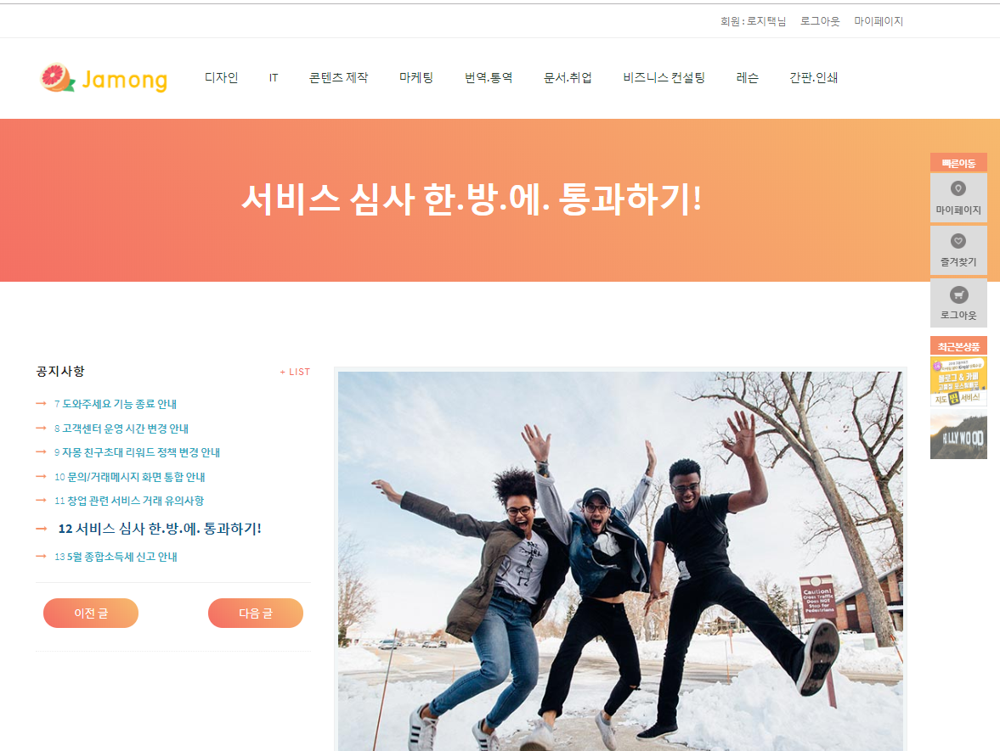 회원 : 로지택님 로그아웃 마이페이지
Jamong 디자인 IT 콘텐츠 제작 마케팅 번역.통역 문서.취업 비즈니스 컨설팅 레슨 간판.인쇄
서비스 심사 한.방.에. 통과하기!
빠른이동
마이페이지
즐겨찾기
로그아웃
최근본상품
블로그 & 카페
지도 찜 서비스!
HOLLYWOOD
공지사항 + LIST
7 도와주세요 기능 종료 안내
8 고객센터 운영 시간 변경 안내
9 자몽 친구초대 리워드 정책 변경 안내
10 문의/거래메시지 화면 통합 안내
11 창업 관련 서비스 거래 유의사항
12 서비스 심사 한.방.에. 통과하기!
13 5월 종합소득세 신고 안내
이전 글 다음 글
Caution!
Cross Traffic
Does NOT
Stop for
Pedestrians